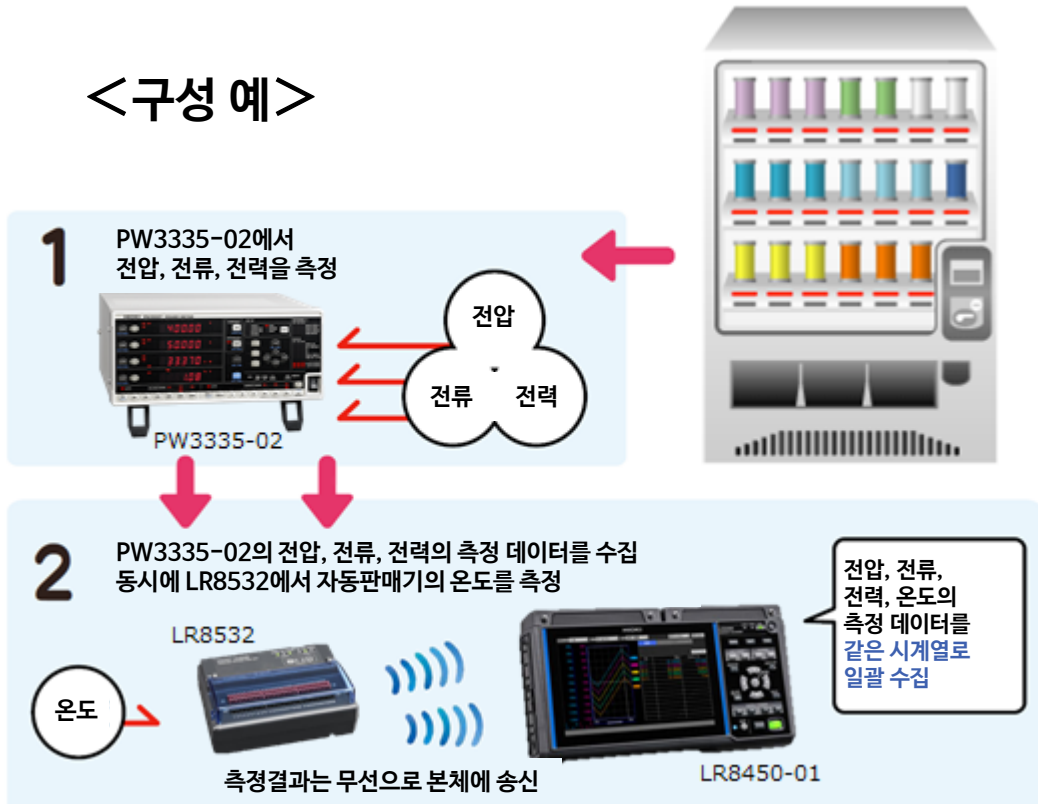 <구성 예>
1
PW3335-02에서
전압, 전류, 전력을 측정
전압
전류
전력
PW3335-02
2
PW3335-02의 전압, 전류, 전력의 측정 데이터를 수집
동시에 LR8532에서 자동판매기의 온도를 측정
전압, 전류,
전력, 온도의
측정 데이터를
같은 시계열로
일괄 수집
LR8532
온도
측정결과는 무선으로 본체에 송신
LR8450-01